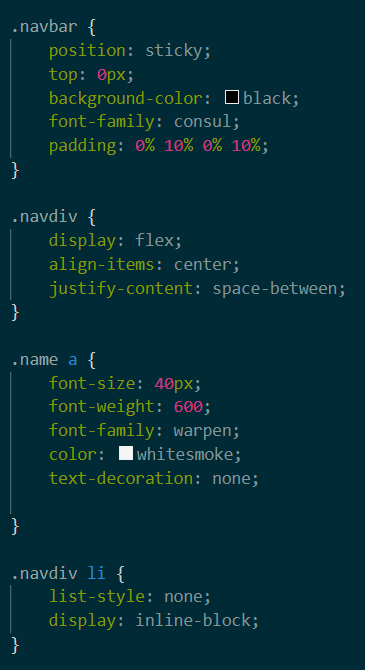 .navbar {
    position: sticky;
    top: 0px;
    background-color: black;
    font-family: consul;
    padding: 0% 10% 0% 10%;
}

.navdiv {
    display: flex;
    align-items: center;
    justify-content: space-between;
}

.name a {
    font-size: 40px;
    font-weight: 600;
    font-family: warpen;
    color: whitesmoke;
    text-decoration: none;

}

.navdiv li {
    list-style: none;
    display: inline-block;
}